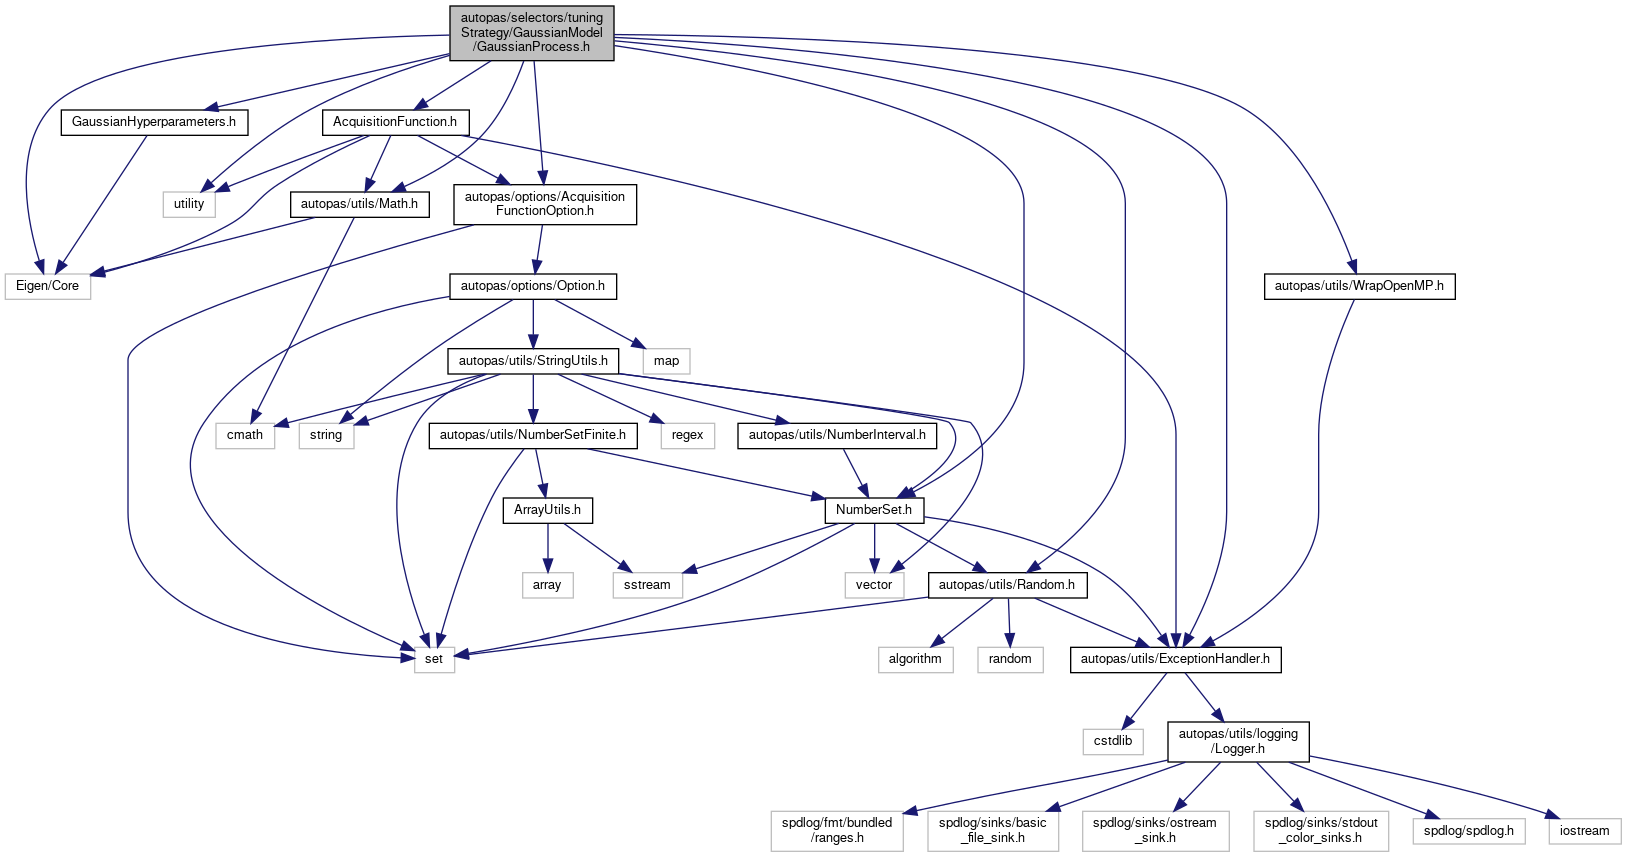 autopas/selectors/tuning
Strategy/GaussianModel
/GaussianProcess.h
GaussianHyperparameters.h
AcquisitionFunction.h
utility
autopas/utils/Math.h
autopas/options/Acquisition
FunctionOption.h
Eigen/Core
autopas/options/Option.h
autopas/utils/WrapOpenMP.h
autopas/utils/StringUtils.h
map
cmath
string
autopas/utils/NumberSetFinite.h
regex
autopas/utils/NumberInterval.h
ArrayUtils.h
NumberSet.h
array
sstream
vector
autopas/utils/Random.h
set
algorithm
random
autopas/utils/ExceptionHandler.h
cstdlib
autopas/utils/logging
/Logger.h
spdlog/fmt/bundled
/ranges.h
spdlog/sinks/basic
_file_sink.h
spdlog/sinks/ostream
_sink.h
spdlog/sinks/stdout
_color_sinks.h
spdlog/spdlog.h
iostream